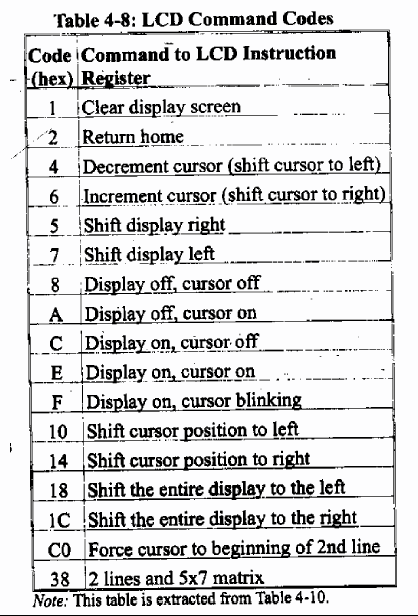 Table 4-8: LCD Command Codes
Code Command to LCD Instruction
(hex) Register
1 Clear display screen
2 Return home
4 Decrement cursor (shift cursor to left)
6 Increment cursor (shift cursor to right)
5 Shift display right
7 Shift display left
8 Display off, cursor off
A Display off, cursor on
C Display on, cursor off
E Display on, cursor on
F Display on, cursor blinking
10 Shift cursor position to left
14 Shift cursor position to right
18 Shift the entire display to the left
1C Shift the entire display to the right
C0 Force cursor to beginning of 2nd line
38 2 lines and 5x7 matrix
Note: This table is extracted from Table 4-10.